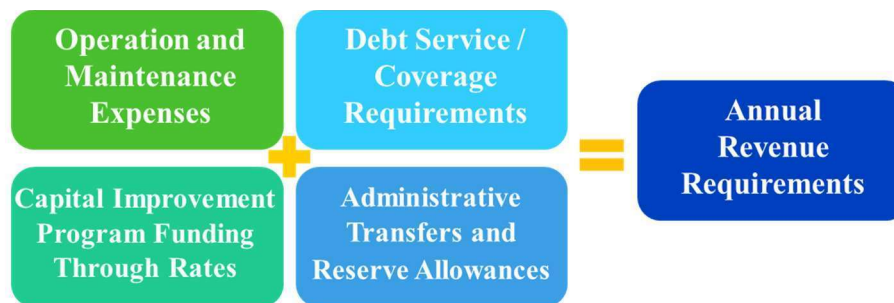 Operation and
Maintenance
Expenses
Debt Service /
Coverage
Requirements
Capital Improvement
Program Funding
Through Rates
Administrative
Transfers and
Reserve Allowances
Annual
Revenue
Requirements